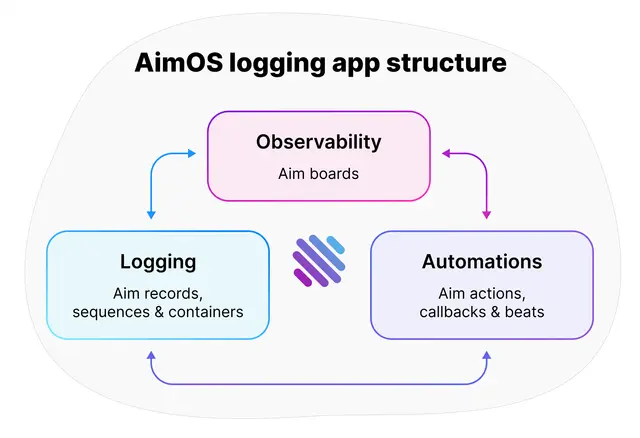 AimOS logging app structure
Observability
Aim boards
Logging
Aim records,
sequences & containers
Automations
Aim actions,
callbacks & beats